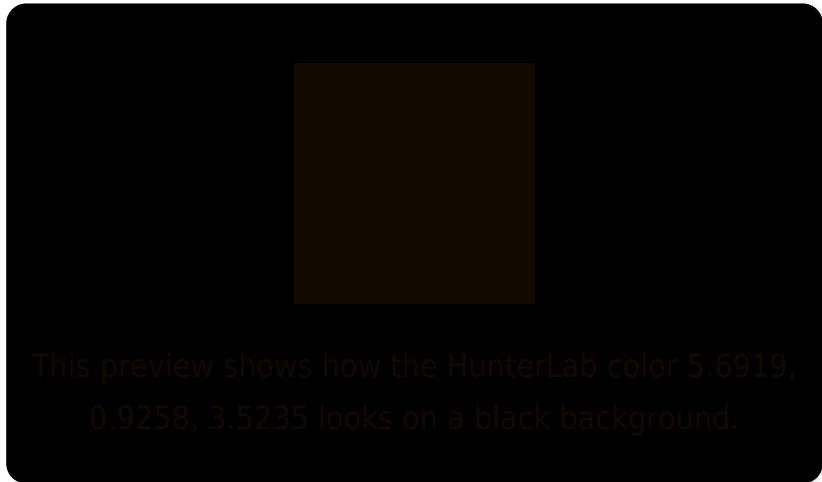 This preview shows how the HunterLab color 5.6919,
0.9258, 3.5235 looks on a black background.